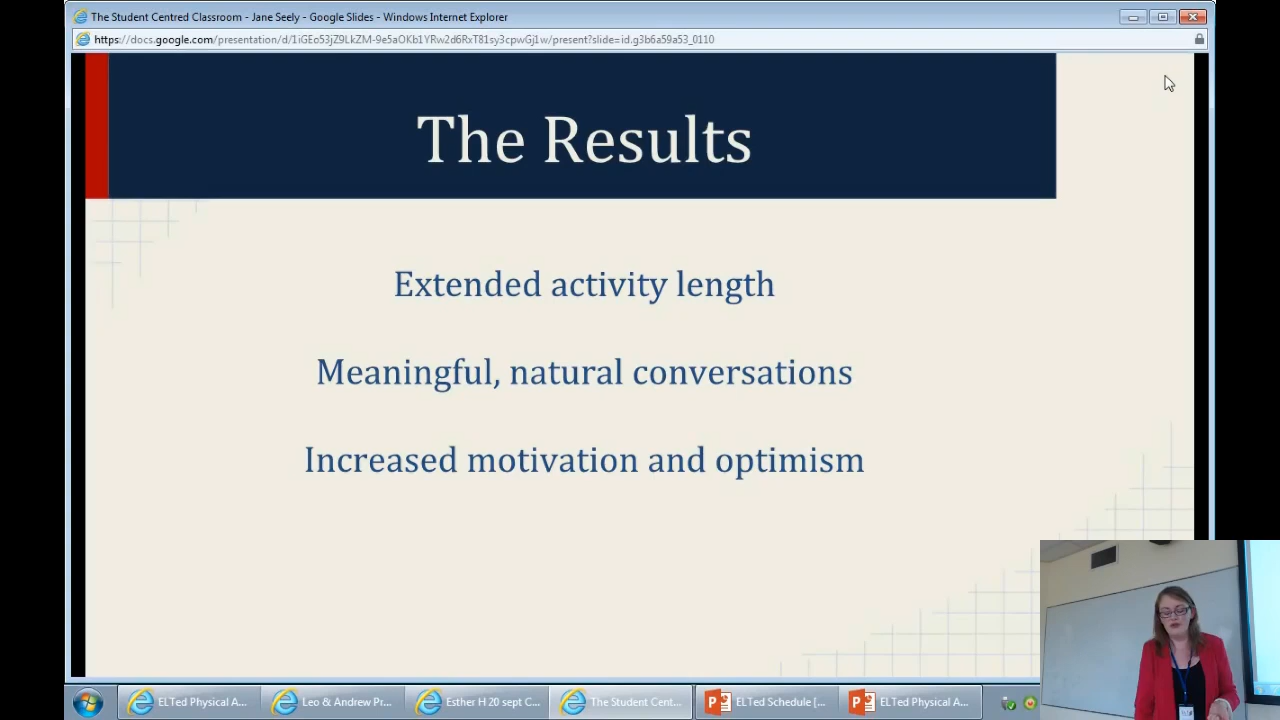 The Student Centred Classroom - Jane Seely - Google Slides - Windows Internet Explorer
https://docs.google.com/presentation/d/1iGEo53jZ9LkZM-9e5aOKb1YRw2d6RxT81sy3cpwGj1w/present?slide=id.g3b6a59a53_0110
The Results
Extended activity length
Meaningful, natural conversations
Increased motivation and optimism
ELTed Physical A...
Leo & Andrew Pr...
Esther H 20 sept C...
The Student Cent...
ELTed Schedule [...
ELTed Physical A...